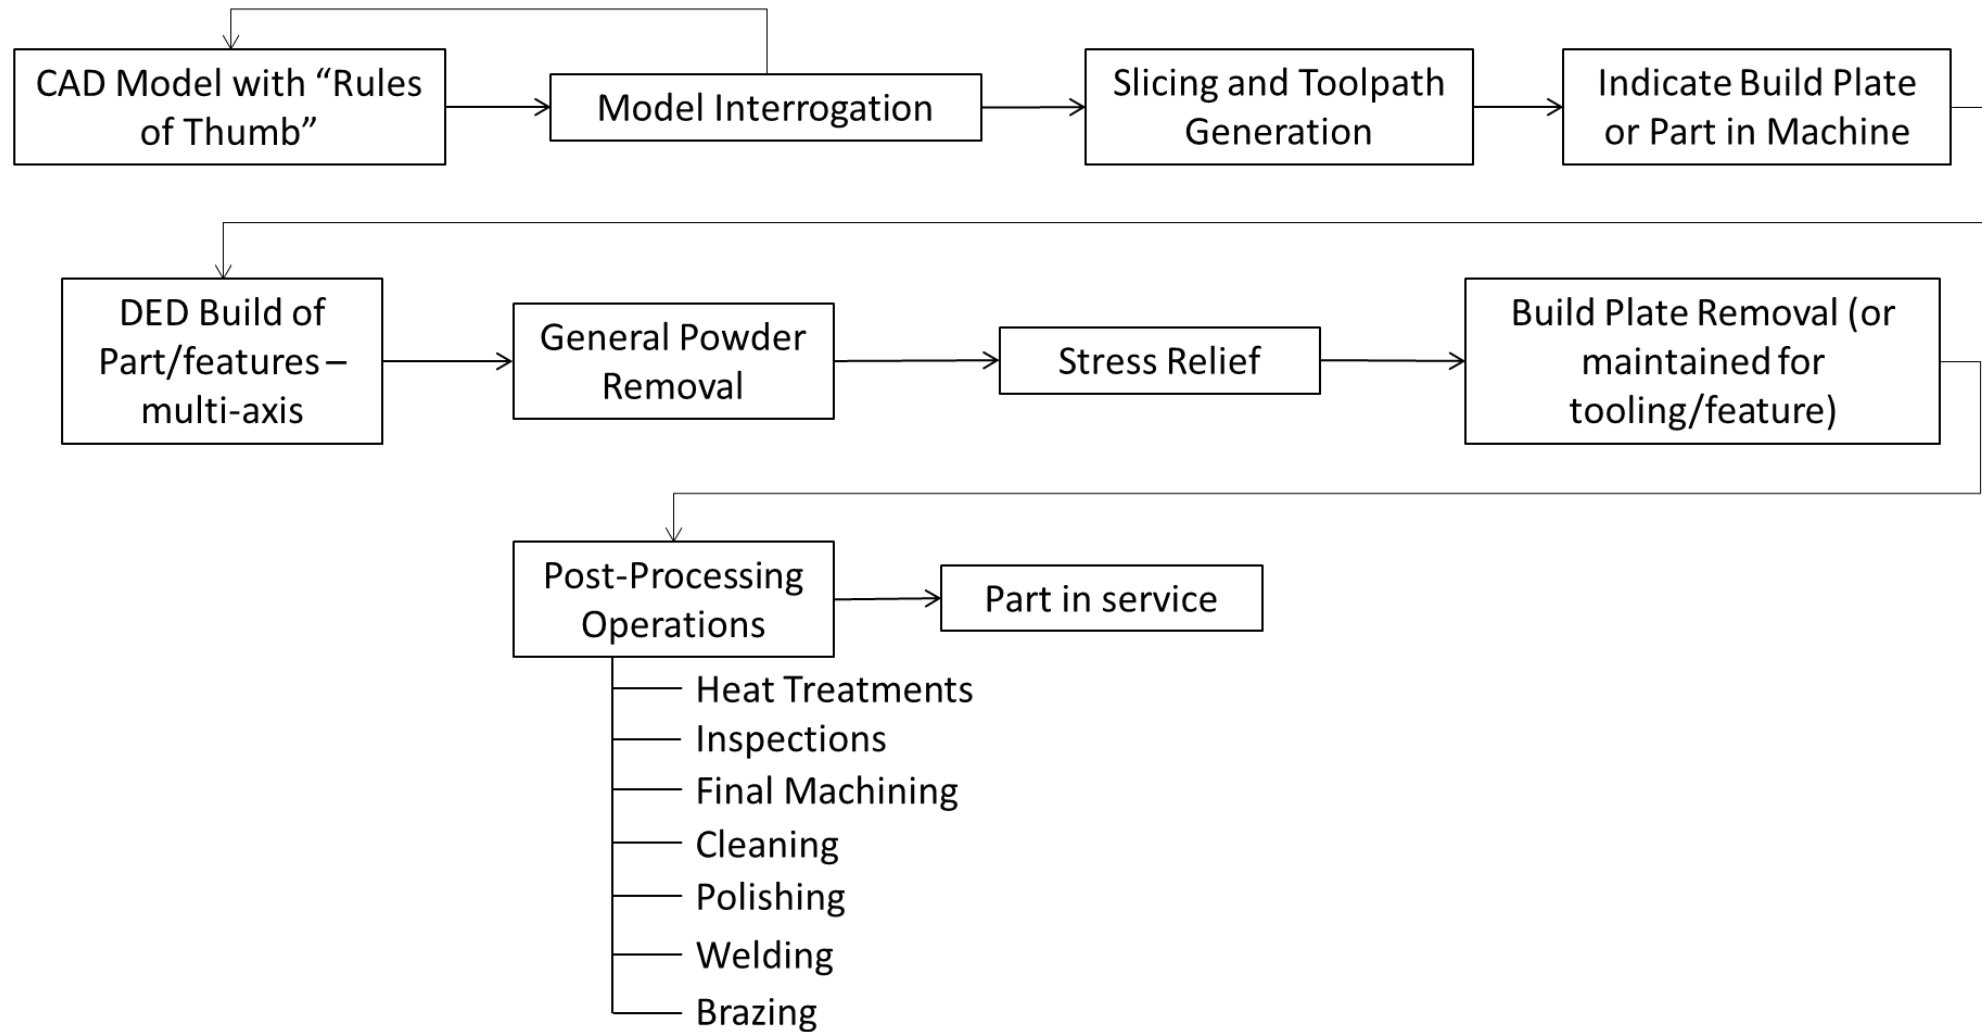 CAD Model with “Rules
of Thumb”
Model Interrogation
Slicing and Toolpath
Generation
Indicate Build Plate
or Part in Machine
DED Build of
Part/features –
multi-axis
General Powder
Removal
Stress Relief
Build Plate Removal (or
maintained for
tooling/feature)
Post-Processing
Operations
Part in service
Heat Treatments
Inspections
Final Machining
Cleaning
Polishing
Welding
Brazing